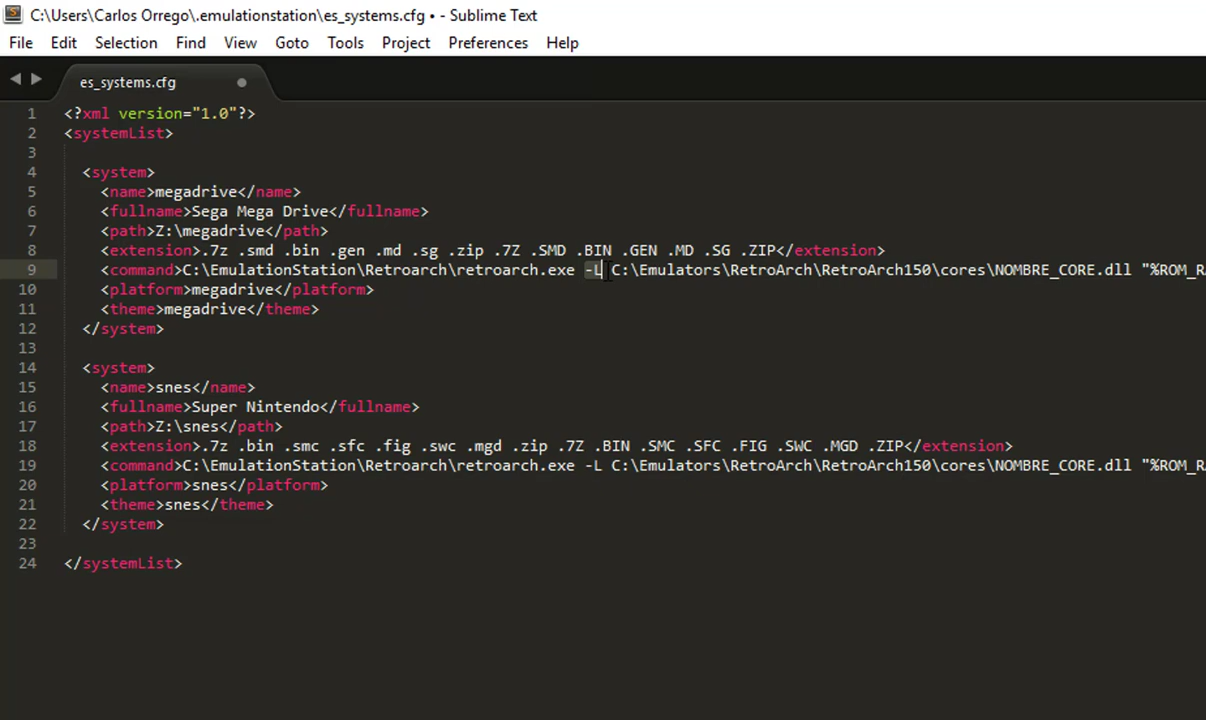 C:\Users\Carlos Orrego\.emulationstation\es_systems.cfg • - Sublime Text
File Edit Selection Find View Goto Tools Project Preferences Help
es_systems.cfg
1 <?xml version="1.0"?>
2 <systemList>
3
4 <system>
5 <name>megadrive</name>
6 <fullname>Sega Mega Drive</fullname>
7 <path>Z:\megadrive</path>
8 <extension>.7z .smd .bin .gen .md .sg .zip .7Z .SMD .BIN .GEN .MD .SG .ZIP</extension>
9 <command>C:\EmulationStation\Retroarch\retroarch.exe -L C:\Emulators\RetroArch\RetroArch150\cores\NOMBRE_CORE.dll "%ROM_RA
10 <platform>megadrive</platform>
11 <theme>megadrive</theme>
12 </system>
13
14 <system>
15 <name>snes</name>
16 <fullname>Super Nintendo</fullname>
17 <path>Z:\snes</path>
18 <extension>.7z .bin .smc .sfc .fig .swc .mgd .zip .7Z .BIN .SMC .SFC .FIG .SWC .MGD .ZIP</extension>
19 <command>C:\EmulationStation\Retroarch\retroarch.exe -L C:\Emulators\RetroArch\RetroArch150\cores\NOMBRE_CORE.dll "%ROM_RA
20 <platform>snes</platform>
21 <theme>snes</theme>
22 </system>
23
24 </systemList>